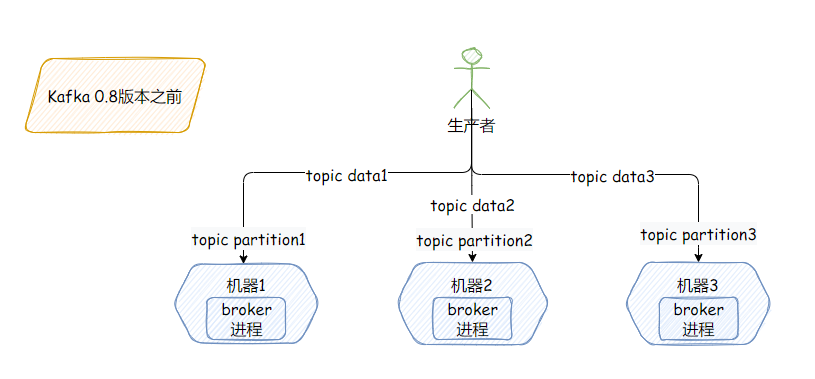 Kafka 0.8版本之前
生产者
topic data1
topic data3
topic data2
topic partition1
topic partition2
topic partition3
机器1
broker
进程
机器2
broker
进程
机器3
broker
进程